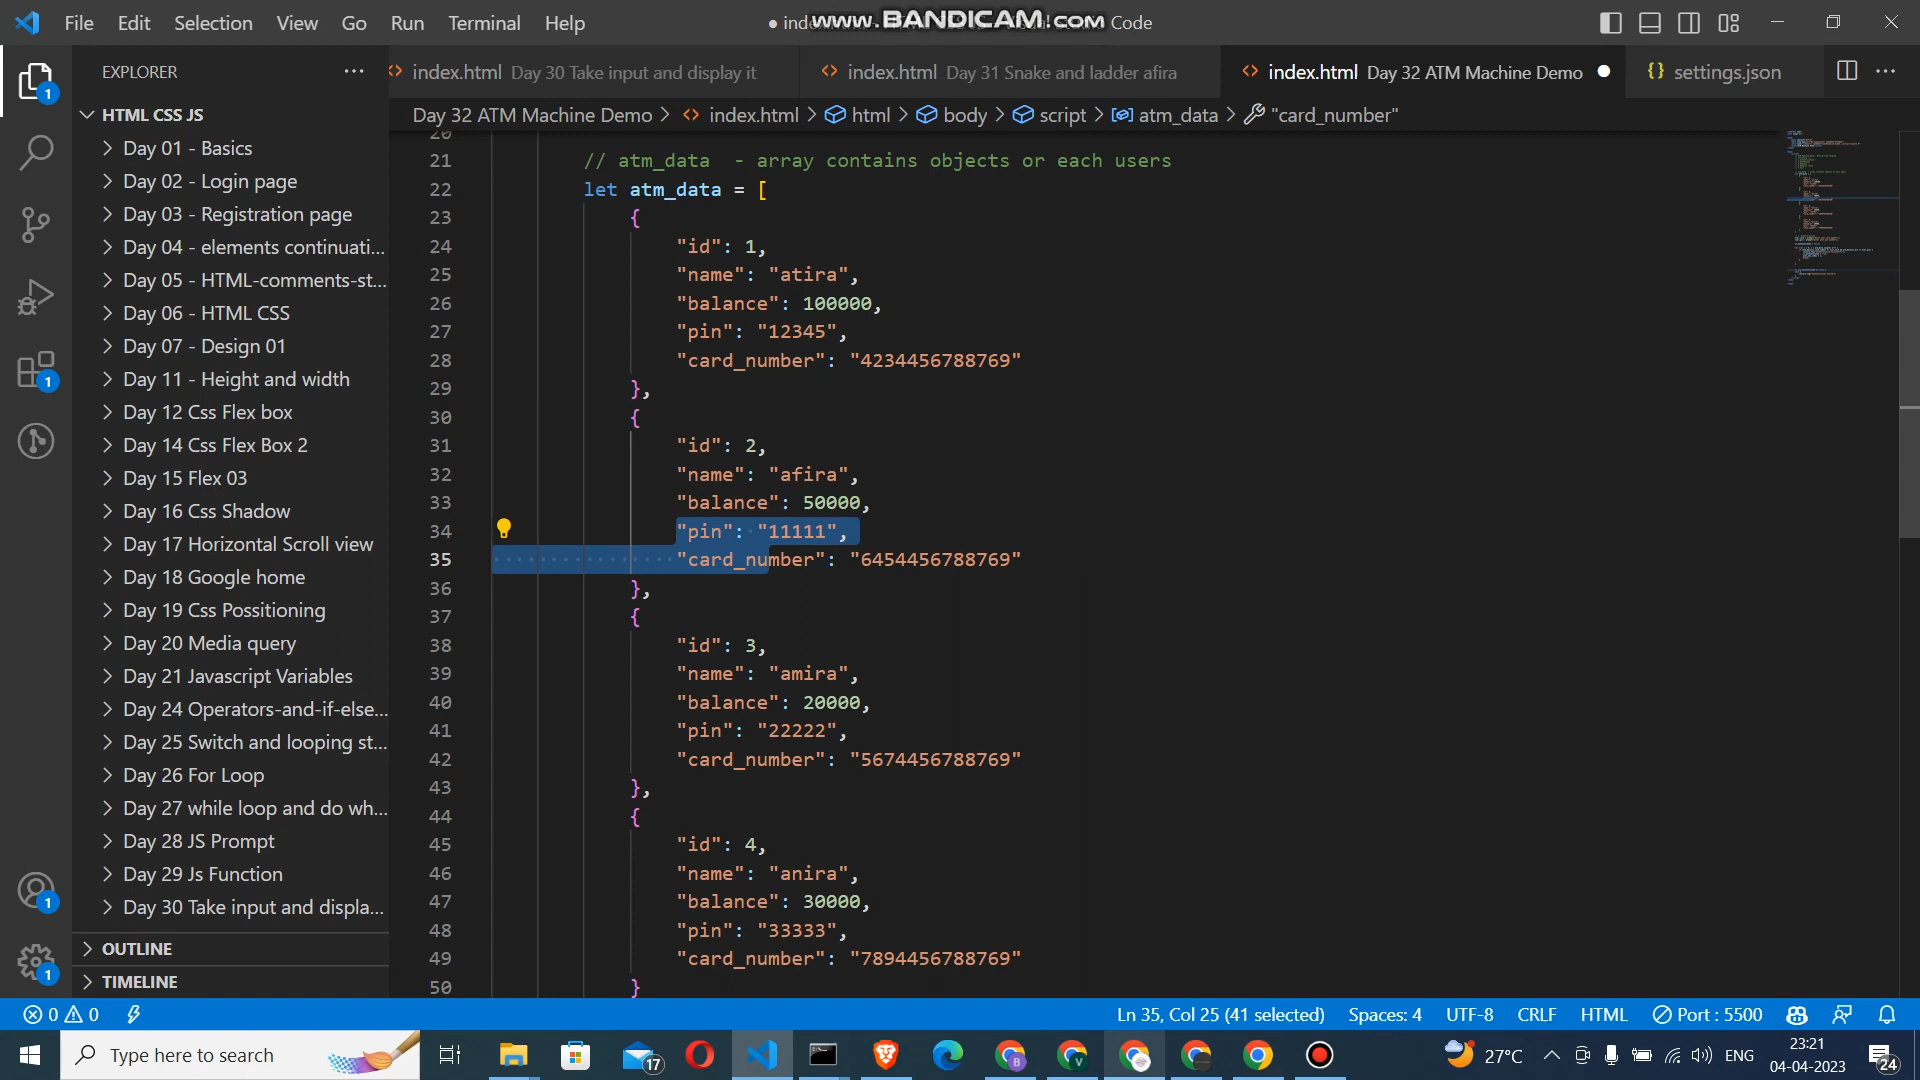 File Edit Selection View Go Run Terminal Help
www.BANDICAM.com
Code
EXPLORER
index.html Day 30 Take input and display it
index.html Day 31 Snake and ladder afira
index.html Day 32 ATM Machine Demo
{} settings.json
HTML CSS JS
Day 32 ATM Machine Demo > index.html > html > body > script > atm_data > "card_number"
Day 01 - Basics
Day 02 - Login page
Day 03 - Registration page
Day 04 - elements continuati...
Day 05 - HTML-comments-st...
Day 06 - HTML CSS
Day 07 - Design 01
Day 11 - Height and width
Day 12 Css Flex box
Day 14 Css Flex Box 2
Day 15 Flex 03
Day 16 Css Shadow
Day 17 Horizontal Scroll view
Day 18 Google home
Day 19 Css Possitioning
Day 20 Media query
Day 21 Javascript Variables
Day 24 Operators-and-if-else...
Day 25 Switch and looping st...
Day 26 For Loop
Day 27 while loop and do wh...
Day 28 JS Prompt
Day 29 Js Function
Day 30 Take input and displa...
OUTLINE
TIMELINE
20
21 // atm_data - array contains objects or each users
22 let atm_data = [
23 {
24 "id": 1,
25 "name": "atira",
26 "balance": 100000,
27 "pin": "12345",
28 "card_number": "4234456788769"
29 },
30 {
31 "id": 2,
32 "name": "afira",
33 "balance": 50000,
34 "pin": "11111",
35 "card_number": "6454456788769"
36 },
37 {
38 "id": 3,
39 "name": "amira",
40 "balance": 20000,
41 "pin": "22222",
42 "card_number": "5674456788769"
43 },
44 {
45 "id": 4,
46 "name": "anira",
47 "balance": 30000,
48 "pin": "33333",
49 "card_number": "7894456788769"
50 }
0 0
Ln 35, Col 25 (41 selected) Spaces: 4 UTF-8 CRLF HTML Port : 5500
Type here to search
17
27°C
ENG
23:21
04-04-2023
24